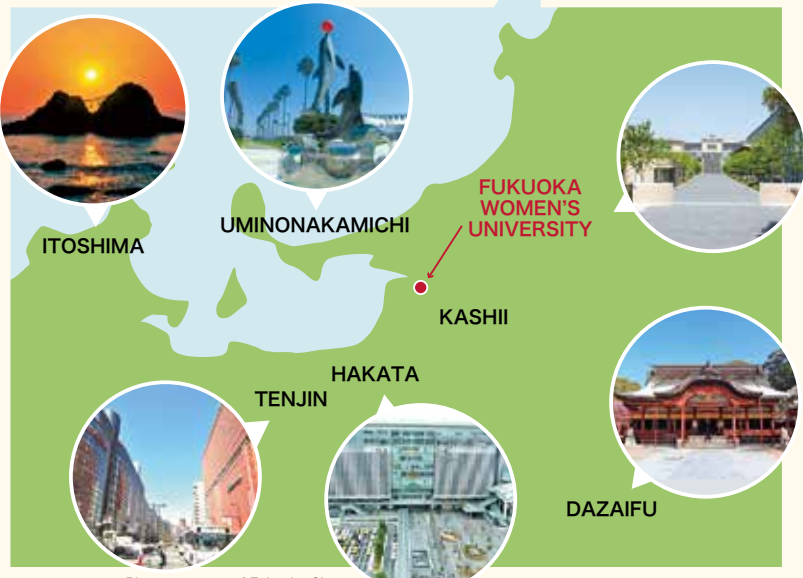 FUKUOKA
WOMEN'S
UNIVERSITY
UMINONAKAMICHI
ITOSHIMA
KASHII
HAKATA
TENJIN
DAZAIFU